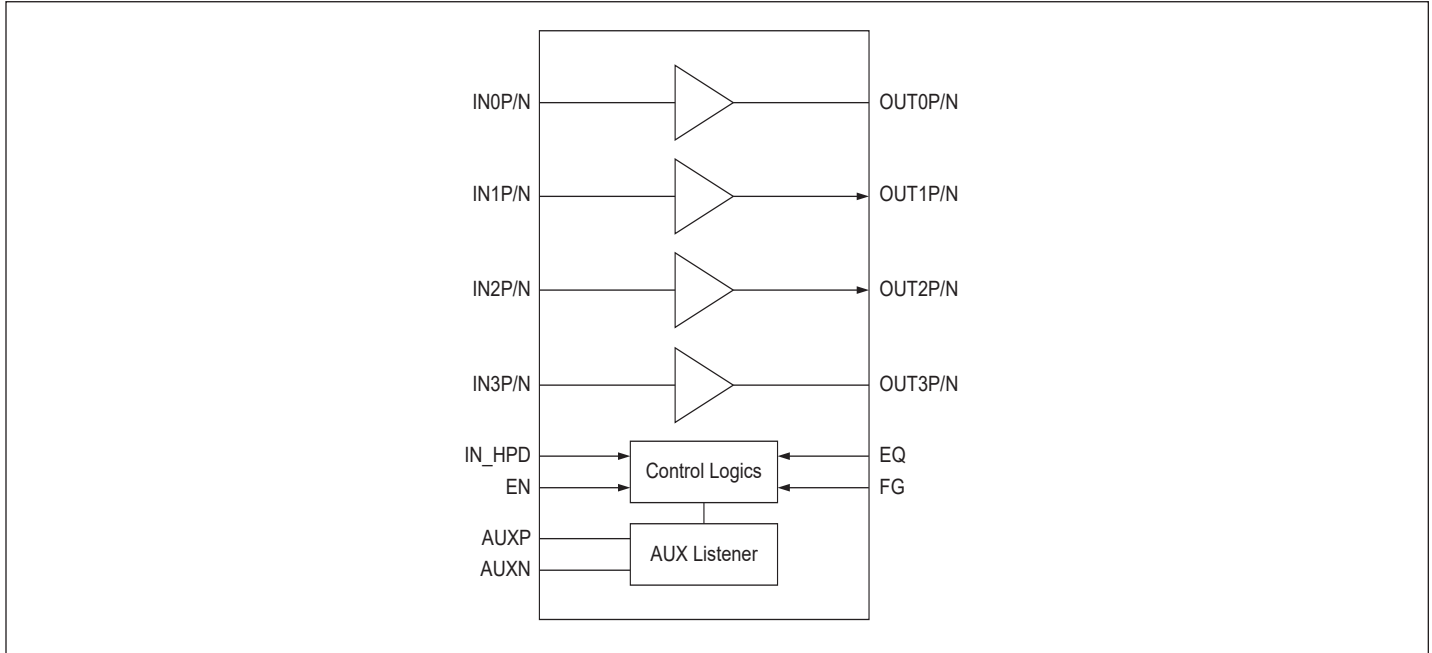 IN0P/N
OUT0P/N
IN1P/N
OUT1P/N
IN2P/N
OUT2P/N
IN3P/N
OUT3P/N
IN_HPD
Control Logics
EQ
EN
FG
AUXP
AUX Listener
AUXN